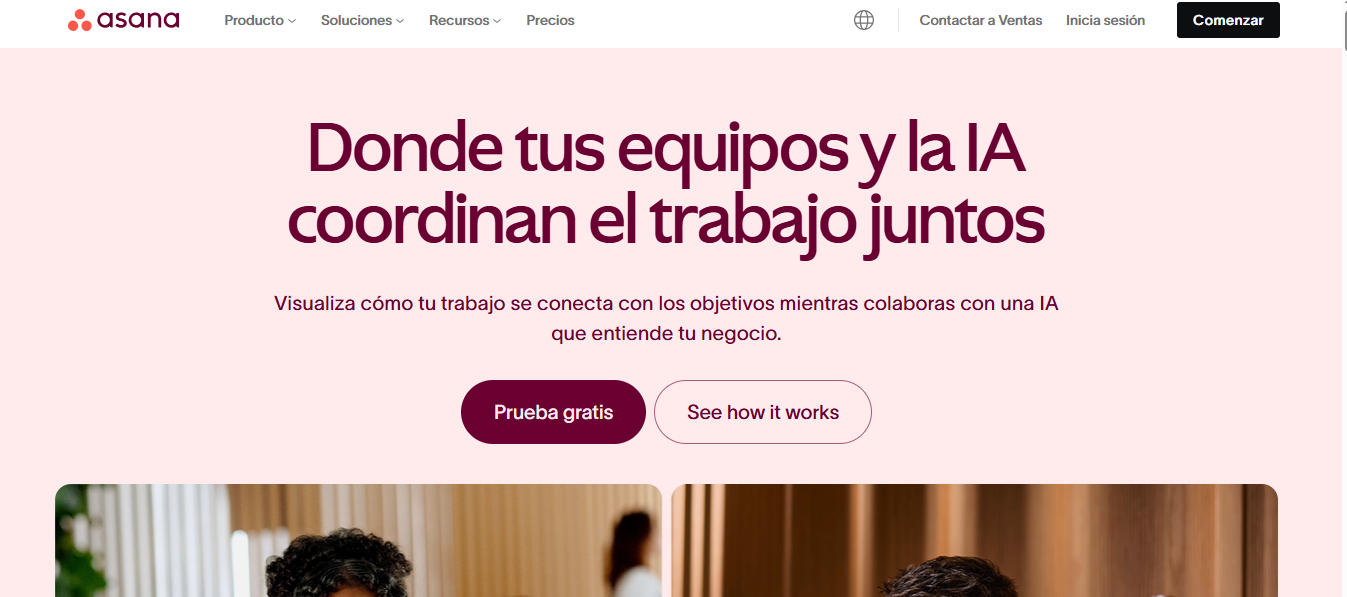 asana
Producto
Soluciones
Recursos
Precios
Contactar a Ventas
Inicia sesión
Comenzar
Donde tus equipos y la IA
coordinan el trabajo juntos
Visualiza cómo tu trabajo se conecta con los objetivos mientras colaboras con una IA
que entiende tu negocio.
Prueba gratis
See how it works